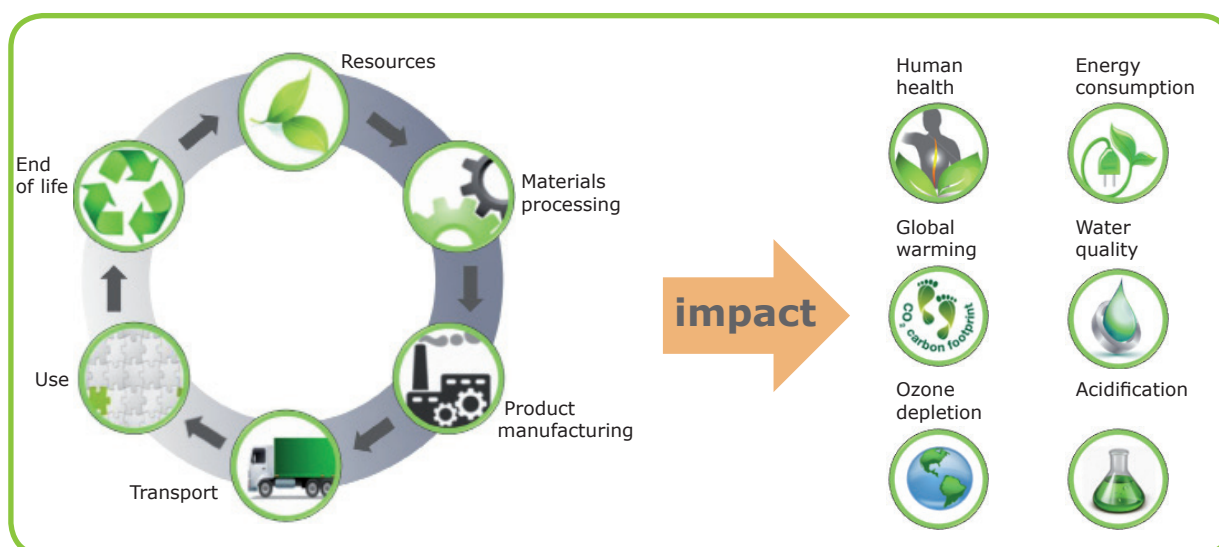 Resources
Materials
processing
Product
manufacturing
Transport
Use
End
of life
impact
Human
health
Energy
consumption
Global
warming
CO₂ carbon footprint
Water
quality
Ozone
depletion
Acidification